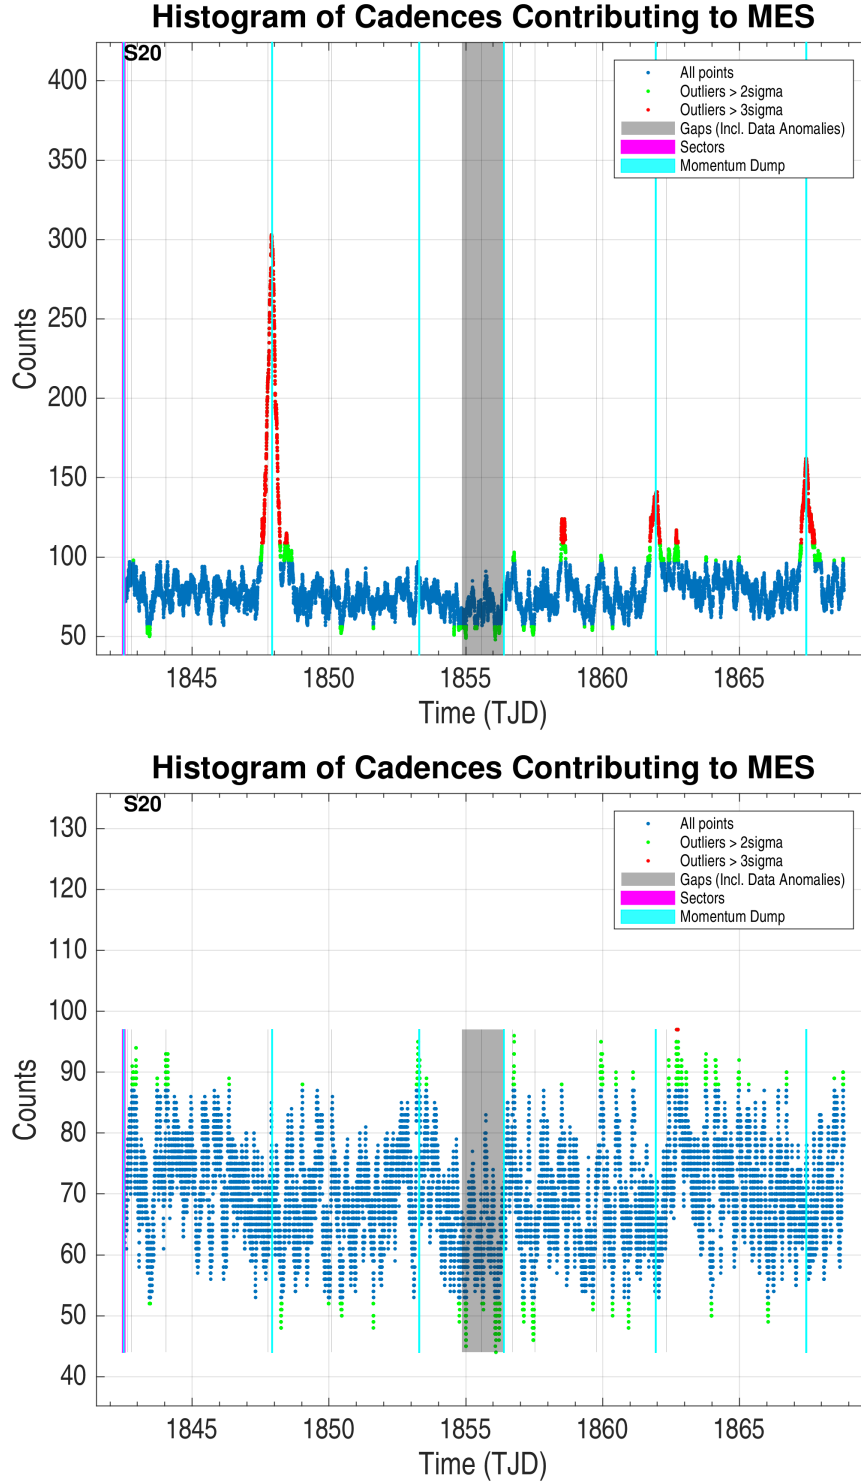 Histogram of Cadences Contributing to MES
S20
All points
Outliers > 2sigma
Outliers > 3sigma
Gaps (Incl. Data Anomalies)
Sectors
Momentum Dump
400
350
300
250
200
150
100
50
Counts
1845 1850 1855 1860 1865
Time (TJD)
Histogram of Cadences Contributing to MES
S20
All points
Outliers > 2sigma
Outliers > 3sigma
Gaps (Incl. Data Anomalies)
Sectors
Momentum Dump
130
120
110
100
90
80
70
60
50
40
Counts
1845 1850 1855 1860 1865
Time (TJD)